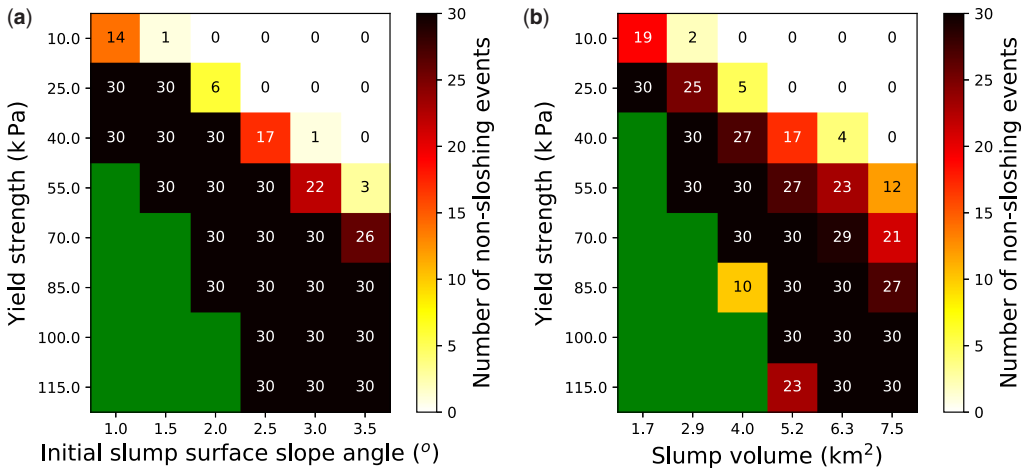 (a)
Yield strength (k Pa)
10.0 14 1 0 0 0 0
25.0 30 30 6 0 0 0
40.0 30 30 30 17 1 0
55.0 30 30 30 22 3
70.0 30 30 30 26
85.0 30 30 30 30
100.0 30 30 30
115.0 30 30 30
1.0 1.5 2.0 2.5 3.0 3.5
Initial slump surface slope angle (°)
30
25
20
15
10
5
0
Number of non-sloshing events
(b)
Yield strength (k Pa)
10.0 19 2 0 0 0 0
25.0 30 25 5 0 0 0
40.0 30 27 17 4 0
55.0 30 30 27 23 12
70.0 30 30 29 21
85.0 10 30 30 27
100.0 30 30 30
115.0 23 30 30
1.7 2.9 4.0 5.2 6.3 7.5
Slump volume (km²)
30
25
20
15
10
5
0
Number of non-sloshing events